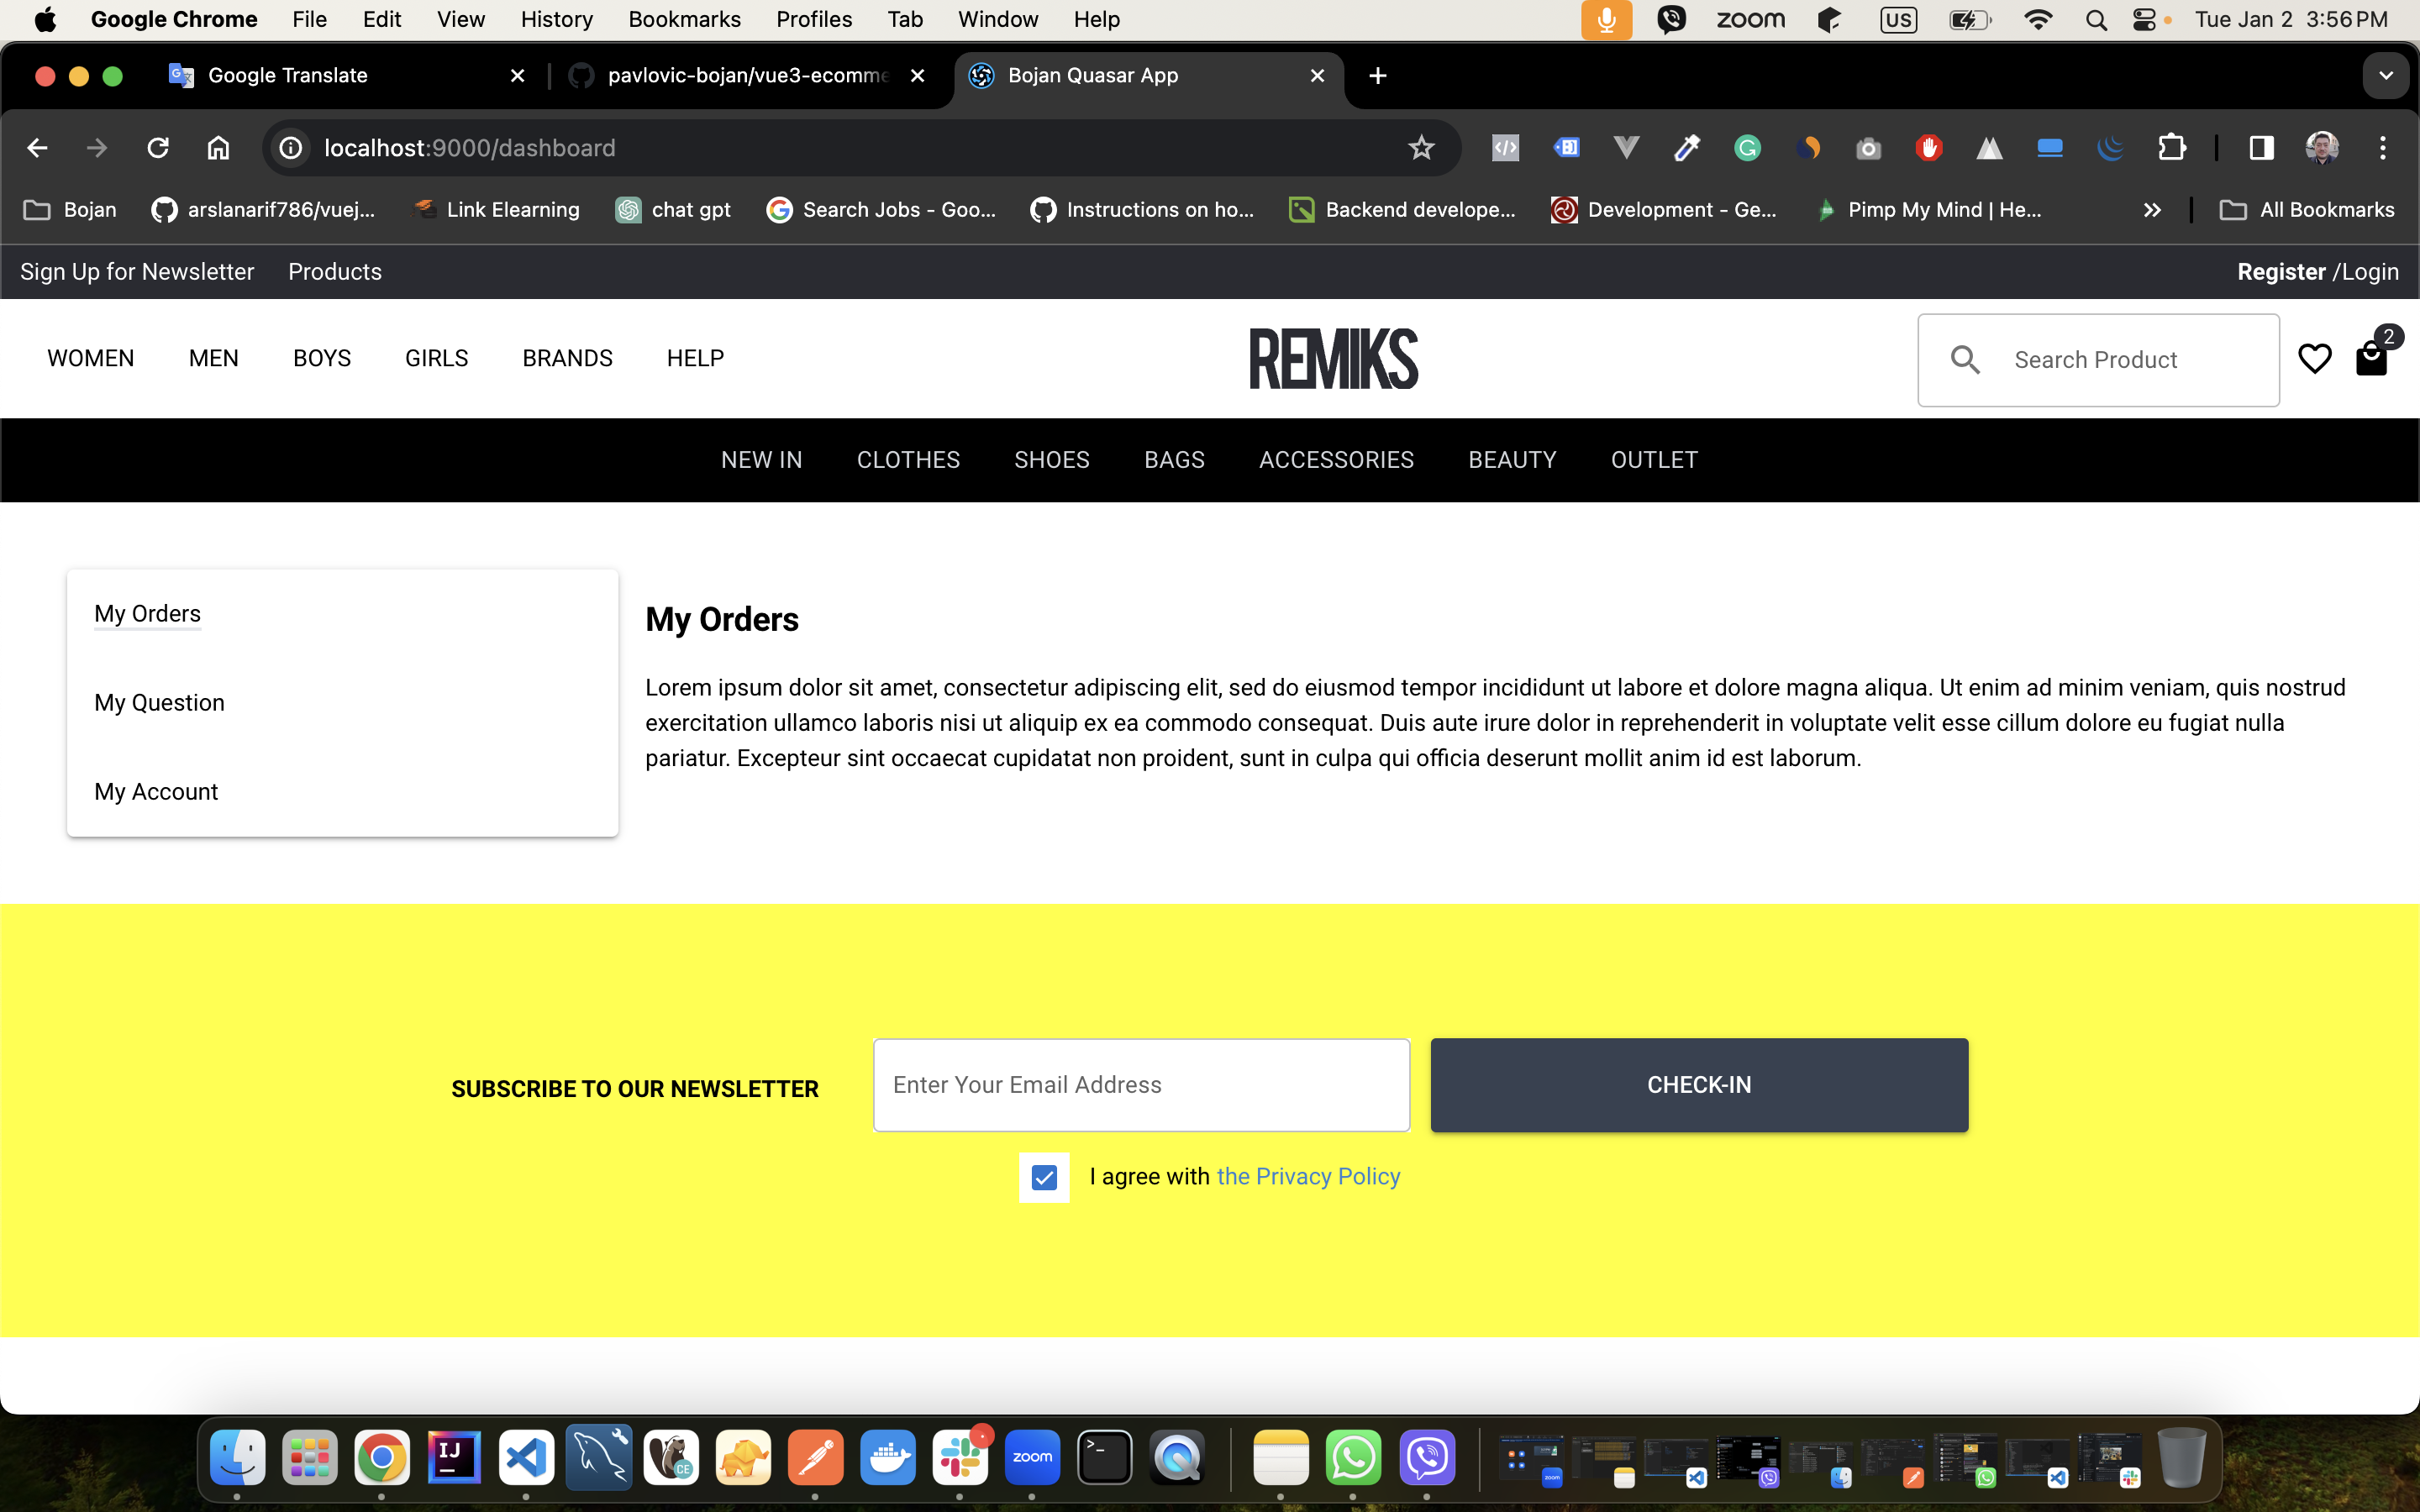 Google Chrome File Edit View History Bookmarks Profiles Tab Window Help zoom US Tue Jan 2 3:56 PM
Google Translate pavlovic-bojan/vue3-ecomme Bojan Quasar App
localhost:9000/dashboard
Bojan arslanarif786/vuej... Link Elearning chat gpt Search Jobs - Goo... Instructions on ho... Backend develope... Development - Ge... Pimp My Mind | He... All Bookmarks
Sign Up for Newsletter Products Register /Login
WOMEN MEN BOYS GIRLS BRANDS HELP REMIKS Search Product 2
NEW IN CLOTHES SHOES BAGS ACCESSORIES BEAUTY OUTLET
My Orders
My Question
My Account
My Orders
Lorem ipsum dolor sit amet, consectetur adipiscing elit, sed do eiusmod tempor incididunt ut labore et dolore magna aliqua. Ut enim ad minim veniam, quis nostrud
exercitation ullamco laboris nisi ut aliquip ex ea commodo consequat. Duis aute irure dolor in reprehenderit in voluptate velit esse cillum dolore eu fugiat nulla
pariatur. Excepteur sint occaecat cupidatat non proident, sunt in culpa qui officia deserunt mollit anim id est laborum.
SUBSCRIBE TO OUR NEWSLETTER Enter Your Email Address CHECK-IN
I agree with the Privacy Policy
IJ CE zoom